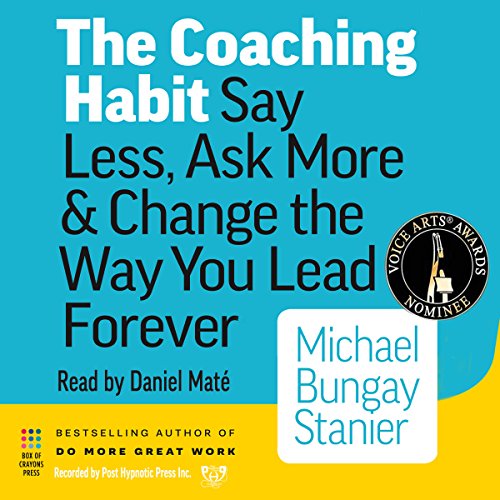 The Coaching
Habit Say
Less, Ask More
& Change the
Way You Lead
Forever
VOICE ARTS® AWARDS
NOMINEE
Read by Daniel Maté
Michael
Bungay
Stanier
BOX OF
CRAYONS
PRESS
BESTSELLING AUTHOR OF
DO MORE GREAT WORK
Recorded by Post Hypnotic Press Inc.